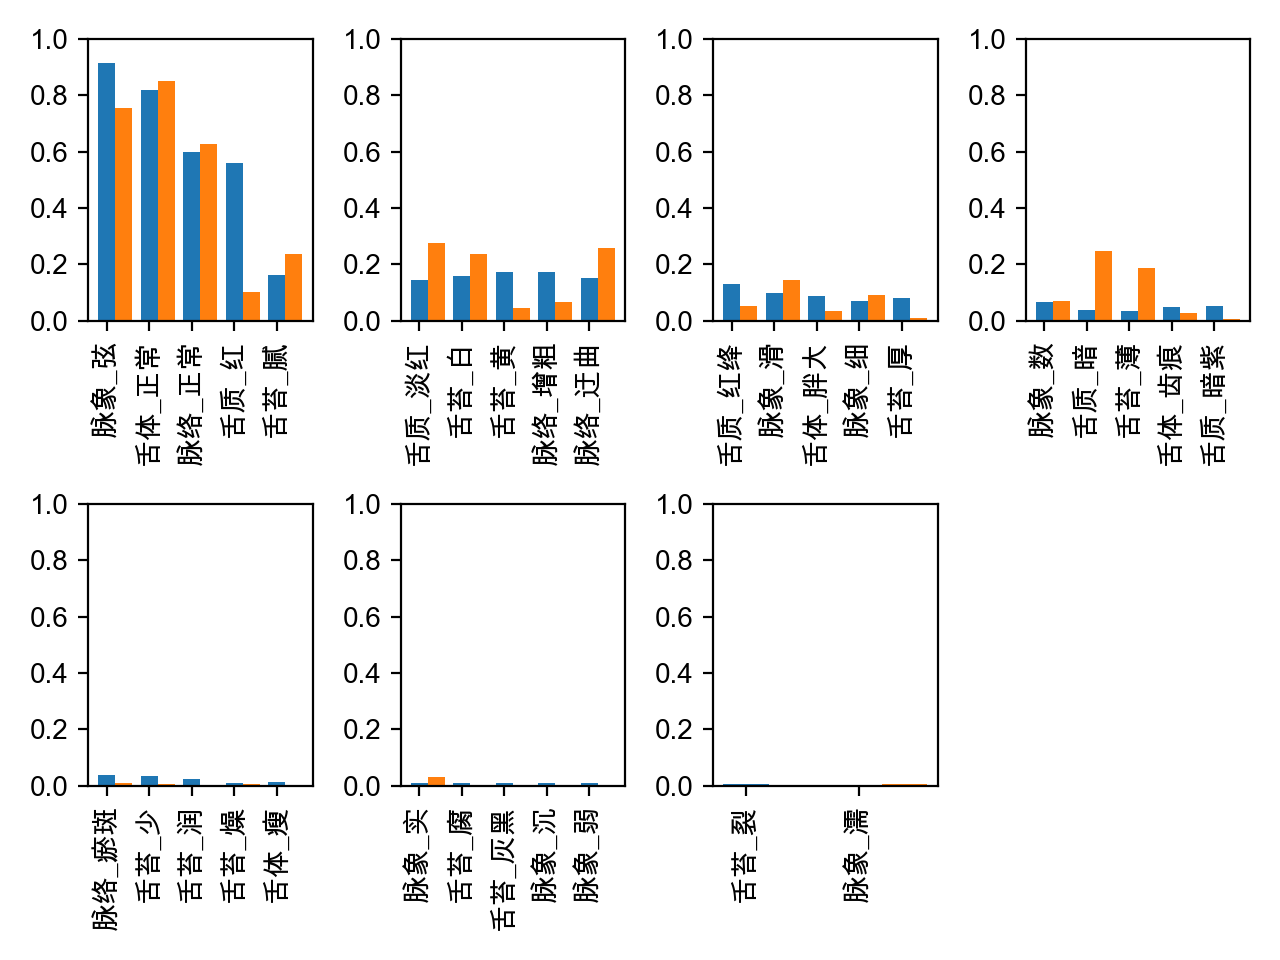 1.0
0.8
0.6
0.4
0.2
0.0
脉象_弦
舌体_正常
脉络_正常
舌质_红
舌苔_腻
1.0
0.8
0.6
0.4
0.2
0.0
舌质_淡红
舌苔_白
舌苔_黄
脉络_增粗
脉络_迂曲
1.0
0.8
0.6
0.4
0.2
0.0
舌质_红绛
脉象_滑
舌体_胖大
脉象_细
舌苔_厚
1.0
0.8
0.6
0.4
0.2
0.0
脉象_数
舌质_暗
舌苔_薄
舌体_齿痕
舌质_暗紫
1.0
0.8
0.6
0.4
0.2
0.0
脉络_瘀斑
舌苔_少
舌苔_润
舌苔_燥
舌体_瘦
1.0
0.8
0.6
0.4
0.2
0.0
脉象_实
舌苔_腐
舌苔_灰黑
脉象_沉
脉象_弱
1.0
0.8
0.6
0.4
0.2
0.0
舌苔_裂
脉象_濡